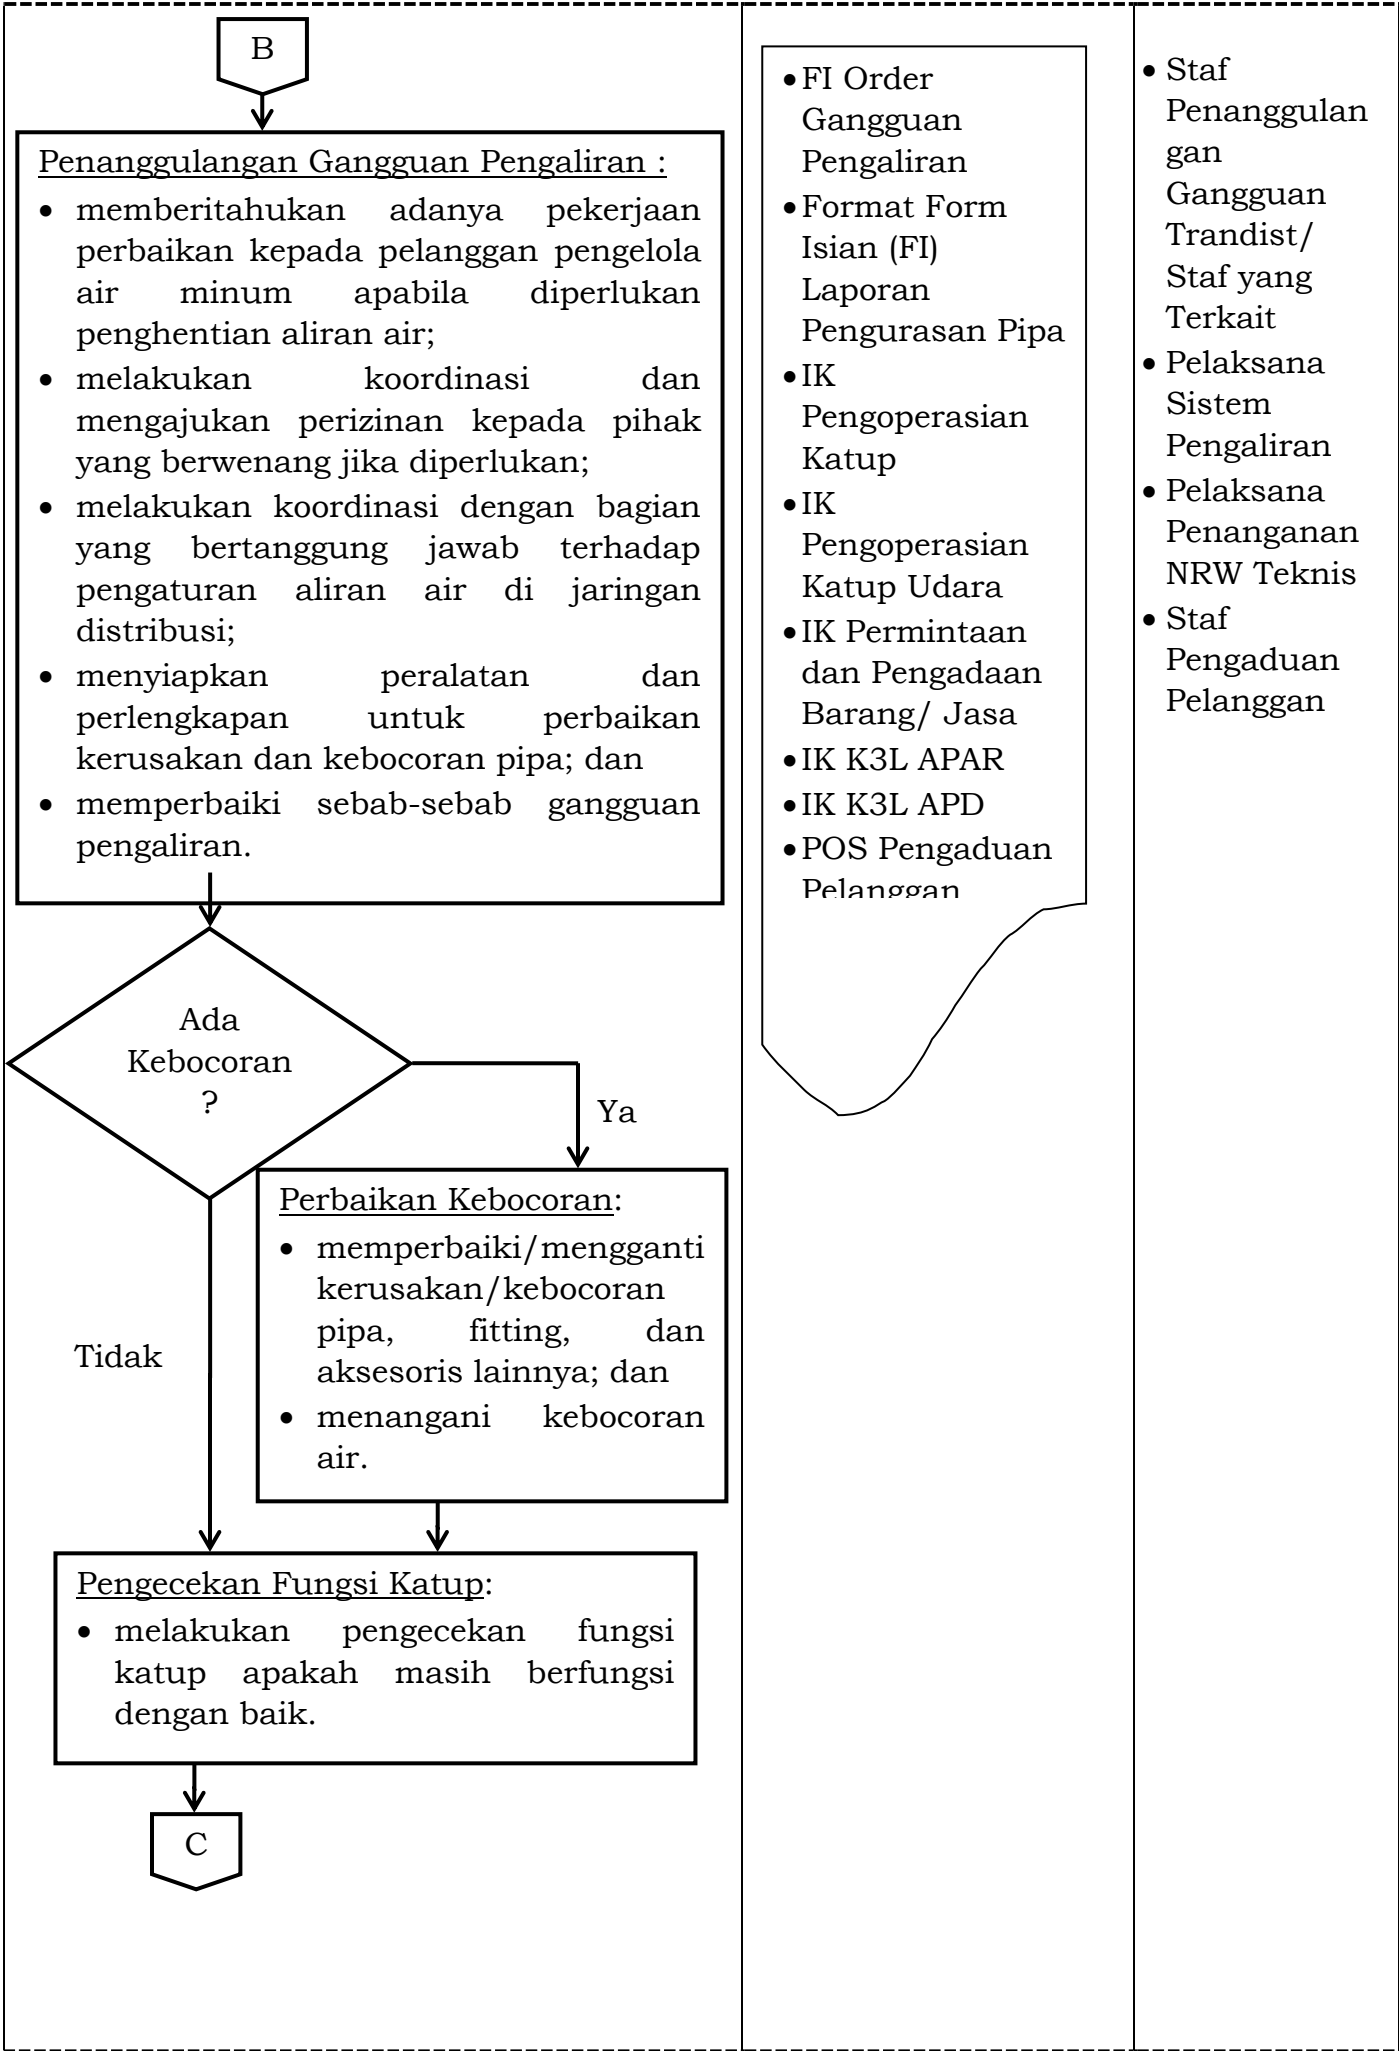 B
Penanggulangan Gangguan Pengaliran :
• memberitahukan adanya pekerjaan
perbaikan kepada pelanggan pengelola
air minum apabila diperlukan
penghentian aliran air;
• melakukan koordinasi dan
mengajukan perizinan kepada pihak
yang berwenang jika diperlukan;
• melakukan koordinasi dengan bagian
yang bertanggung jawab terhadap
pengaturan aliran air di jaringan
distribusi;
• menyiapkan peralatan dan
perlengkapan untuk perbaikan
kerusakan dan kebocoran pipa; dan
• memperbaiki sebab-sebab gangguan
pengaliran.
Ada
Kebocoran
?
Ya
Tidak
Perbaikan Kebocoran:
• memperbaiki/mengganti
kerusakan/kebocoran
pipa, fitting, dan
aksesoris lainnya; dan
• menangani kebocoran
air.
Pengecekan Fungsi Katup:
• melakukan pengecekan fungsi
katup apakah masih berfungsi
dengan baik.
C
• FI Order
Gangguan
Pengaliran
• Format Form
Isian (FI)
Laporan
Pengurasan Pipa
• IK
Pengoperasian
Katup
• IK
Pengoperasian
Katup Udara
• IK Permintaan
dan Pengadaan
Barang/ Jasa
• IK K3L APAR
• IK K3L APD
• POS Pengaduan
Pelanggan
• Staf
Penanggulan
gan
Gangguan
Trandist/
Staf yang
Terkait
• Pelaksana
Sistem
Pengaliran
• Pelaksana
Penanganan
NRW Teknis
• Staf
Pengaduan
Pelanggan